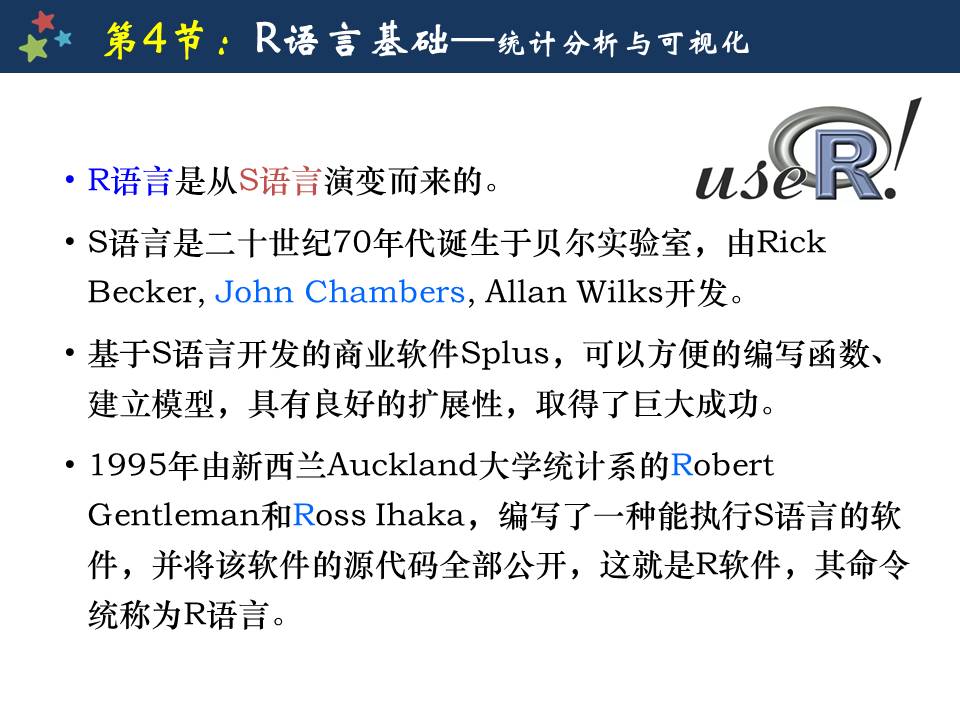 第4节：R语言基础—统计分析与可视化
useR!
• R语言是从S语言演变而来的。
• S语言是二十世纪70年代诞生于贝尔实验室，由Rick
Becker, John Chambers, Allan Wilks开发。
• 基于S语言开发的商业软件Splus，可以方便的编写函数、
建立模型，具有良好的扩展性，取得了巨大成功。
• 1995年由新西兰Auckland大学统计系的Robert
Gentleman和Ross Ihaka，编写了一种能执行S语言的软
件，并将该软件的源代码全部公开，这就是R软件，其命令
统称为R语言。